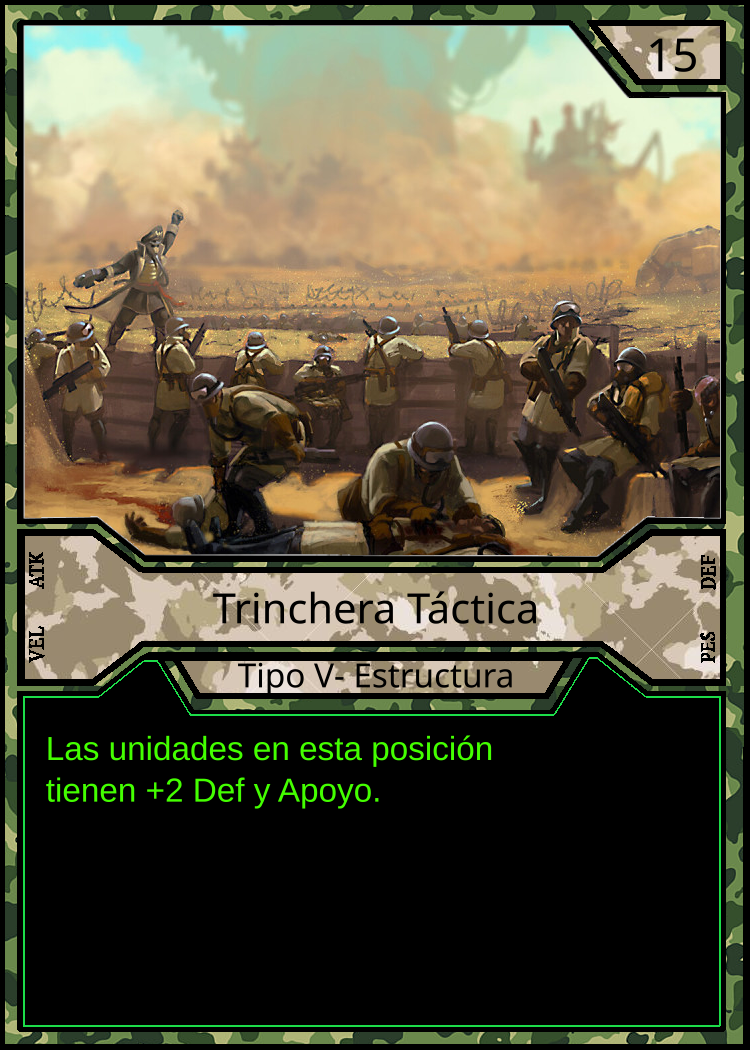 15
ATK
DEF
Trinchera Táctica
VEL
PES
Tipo V- Estructura
Las unidades en esta posición
tienen +2 Def y Apoyo.